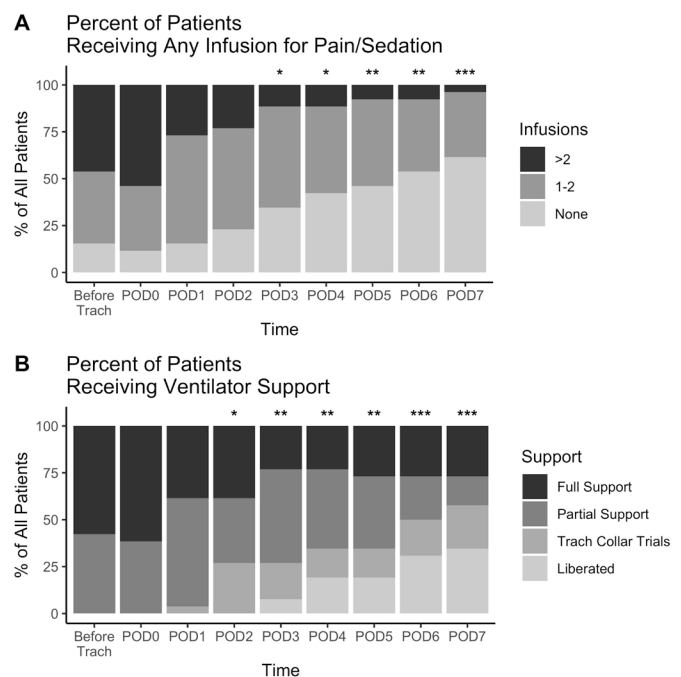 A
Percent of Patients
Receiving Any Infusion for Pain/Sedation
* * ** ** ***
100
75
50
25
0
% of All Patients
Before Trach POD0 POD1 POD2 POD3 POD4 POD5 POD6 POD7
Time
Infusions
>2
1-2
None
B
Percent of Patients
Receiving Ventilator Support
* ** ** ** *** ***
100
75
50
25
0
% of All Patients
Before Trach POD0 POD1 POD2 POD3 POD4 POD5 POD6 POD7
Time
Support
Full Support
Partial Support
Trach Collar Trials
Liberated